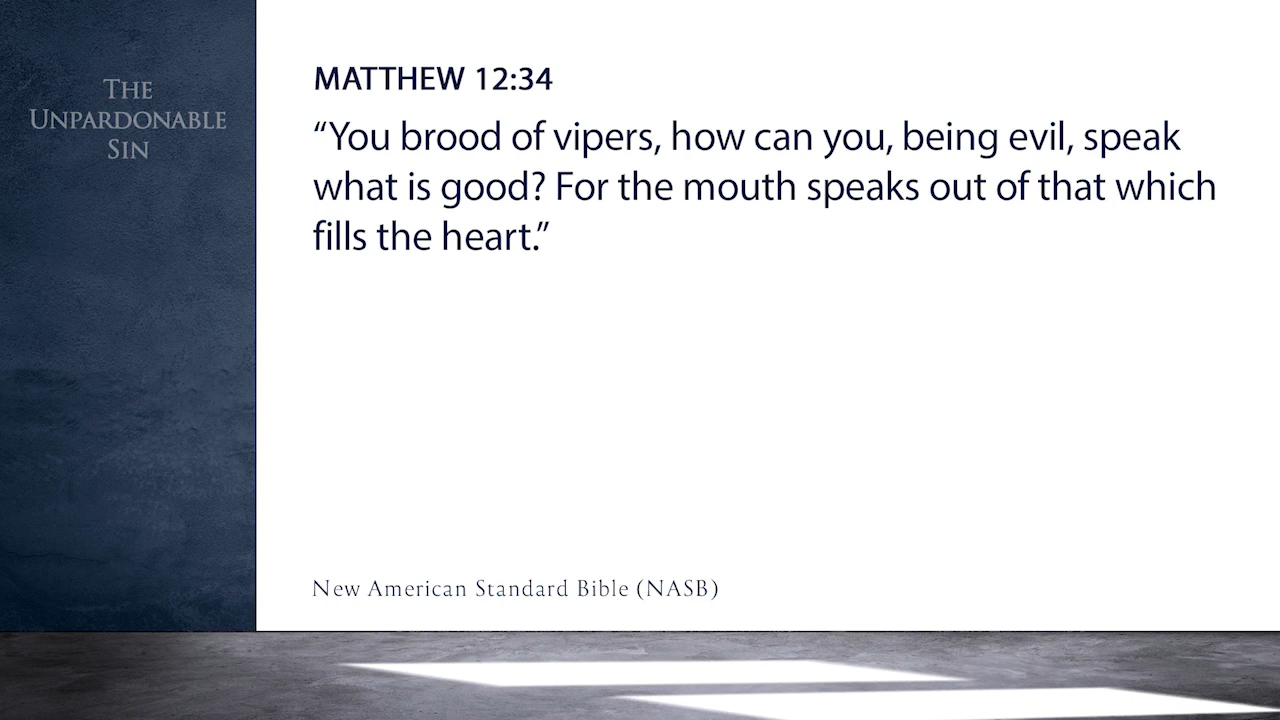 The
Unpardonable
Sin
MATTHEW 12:34
“You brood of vipers, how can you, being evil, speak
what is good? For the mouth speaks out of that which
fills the heart.”
New American Standard Bible (NASB)